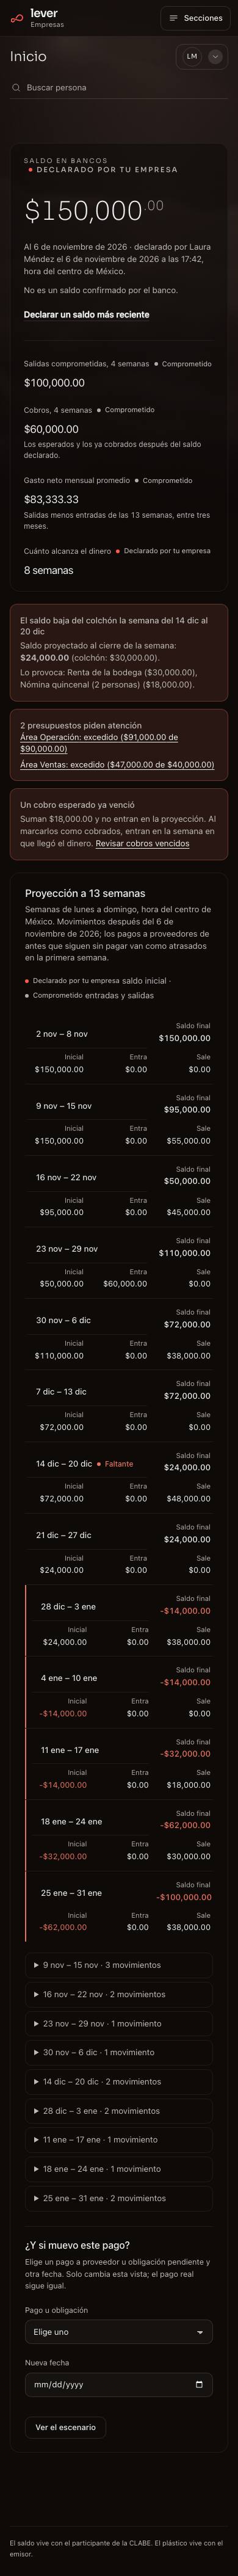 lever
Empresas
Secciones
Inicio
LM
Buscar persona
SALDO EN BANCOS
DECLARADO POR TU EMPRESA
$150,000.00
Al 6 de noviembre de 2026 · declarado por Laura
Méndez el 6 de noviembre de 2026 a las 17:42,
hora del centro de México.
No es un saldo confirmado por el banco.
Declarar un saldo más reciente
Salidas comprometidas, 4 semanas Comprometido
$100,000.00
Cobros, 4 semanas Comprometido
$60,000.00
Los esperados y los ya cobrados después del saldo
declarado.
Gasto neto mensual promedio Comprometido
$83,333.33
Salidas menos entradas de las 13 semanas, entre tres
meses.
Cuánto alcanza el dinero Declarado por tu empresa
8 semanas
El saldo baja del colchón la semana del 14 dic al
20 dic
Saldo proyectado al cierre de la semana:
$24,000.00 (colchón: $30,000.00).
Lo provoca: Renta de la bodega ($30,000.00),
Nómina quincenal (2 personas) ($18,000.00).
2 presupuestos piden atención
Área Operación: excedido ($91,000.00 de
$90,000.00)
Área Ventas: excedido ($47,000.00 de $40,000.00)
Un cobro esperado ya venció
Suman $18,000.00 y no entran en la proyección. Al
marcarlos como cobrados, entran en la semana en
que llegó el dinero. Revisar cobros vencidos
Proyección a 13 semanas
Semanas de lunes a domingo, hora del centro de
México. Movimientos después del 6 de
noviembre de 2026; los pagos a proveedores de
antes que siguen sin pagar van como atrasados
en la primera semana.
Declarado por tu empresa saldo inicial ·
Comprometido entradas y salidas
2 nov – 8 nov
Saldo final
$150,000.00
Inicial Entra Sale
$150,000.00 $0.00 $0.00
9 nov – 15 nov
Saldo final
$95,000.00
Inicial Entra Sale
$150,000.00 $0.00 $55,000.00
16 nov – 22 nov
Saldo final
$50,000.00
Inicial Entra Sale
$95,000.00 $0.00 $45,000.00
23 nov – 29 nov
Saldo final
$110,000.00
Inicial Entra Sale
$50,000.00 $60,000.00 $0.00
30 nov – 6 dic
Saldo final
$72,000.00
Inicial Entra Sale
$110,000.00 $0.00 $38,000.00
7 dic – 13 dic
Saldo final
$72,000.00
Inicial Entra Sale
$72,000.00 $0.00 $0.00
14 dic – 20 dic Faltante
Saldo final
$24,000.00
Inicial Entra Sale
$72,000.00 $0.00 $48,000.00
21 dic – 27 dic
Saldo final
$24,000.00
Inicial Entra Sale
$24,000.00 $0.00 $0.00
28 dic – 3 ene
Saldo final
-$14,000.00
Inicial Entra Sale
$24,000.00 $0.00 $38,000.00
4 ene – 10 ene
Saldo final
-$14,000.00
Inicial Entra Sale
-$14,000.00 $0.00 $0.00
11 ene – 17 ene
Saldo final
-$32,000.00
Inicial Entra Sale
-$14,000.00 $0.00 $18,000.00
18 ene – 24 ene
Saldo final
-$62,000.00
Inicial Entra Sale
-$32,000.00 $0.00 $30,000.00
25 ene – 31 ene
Saldo final
-$100,000.00
Inicial Entra Sale
-$62,000.00 $0.00 $38,000.00
9 nov – 15 nov · 3 movimientos
16 nov – 22 nov · 2 movimientos
23 nov – 29 nov · 1 movimiento
30 nov – 6 dic · 1 movimiento
14 dic – 20 dic · 2 movimientos
28 dic – 3 ene · 2 movimientos
11 ene – 17 ene · 1 movimiento
18 ene – 24 ene · 1 movimiento
25 ene – 31 ene · 2 movimientos
¿Y si muevo este pago?
Elige un pago a proveedor u obligación pendiente y
otra fecha. Solo cambia esta vista; el pago real
sigue igual.
Pago u obligación
Elige uno
Nueva fecha
mm/dd/yyyy
Ver el escenario
El saldo vive con el participante de la CLABE. El plástico vive con el
emisor.